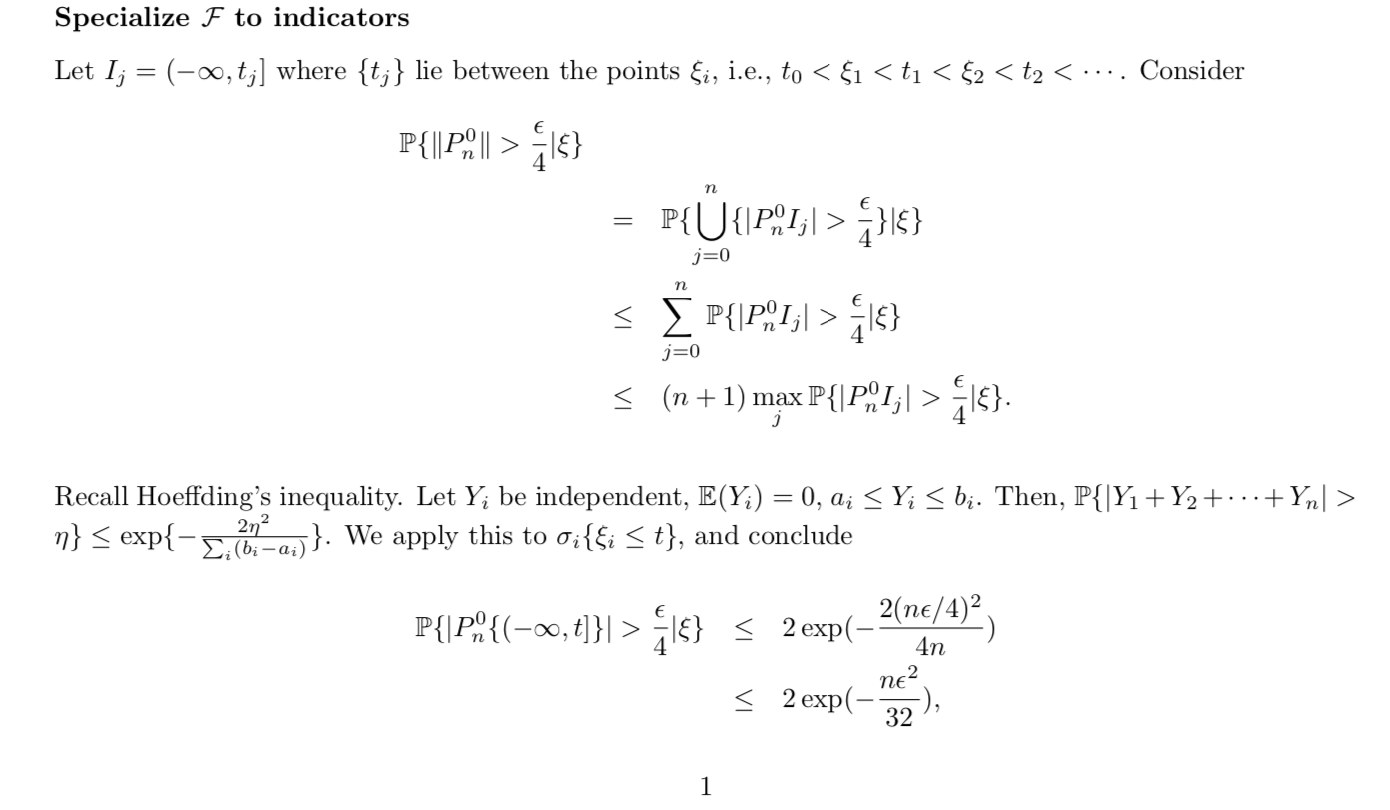 Specialize $\mathcal{F}$ to indicators
Let $I_j = (-\infty, t_j]$ where $\{t_j\}$ lie between the points $\xi_i$, i.e., $t_0 < \xi_1 < t_1 < \xi_2 < t_2 < \cdots$. Consider
$\mathbb{P}\{\|P_n^0\| > \frac{\epsilon}{4} | \xi\}$
$= \mathbb{P}\{\bigcup_{j=0}^{n} \{|P_n^0 I_j| > \frac{\epsilon}{4}\} | \xi\}$
$\leq \sum_{j=0}^{n} \mathbb{P}\{|P_n^0 I_j| > \frac{\epsilon}{4} | \xi\}$
$\leq (n+1) \max_j \mathbb{P}\{|P_n^0 I_j| > \frac{\epsilon}{4} | \xi\}.$
Recall Hoeffding's inequality. Let $Y_i$ be independent, $\mathbb{E}(Y_i) = 0$, $a_i \leq Y_i \leq b_i$. Then, $\mathbb{P}\{|Y_1 + Y_2 + \cdots + Y_n| >$
$\eta\} \leq \exp\{-\frac{2\eta^2}{\sum_i (b_i - a_i)}\}$. We apply this to $\sigma_i\{\xi_i \leq t\}$, and conclude
$\mathbb{P}\{|P_n^0\{(-\infty, t]\}| > \frac{\epsilon}{4} | \xi\} \leq 2\exp(-\frac{2(n\epsilon/4)^2}{4n})$
$\leq 2\exp(-\frac{n\epsilon^2}{32}),$
1